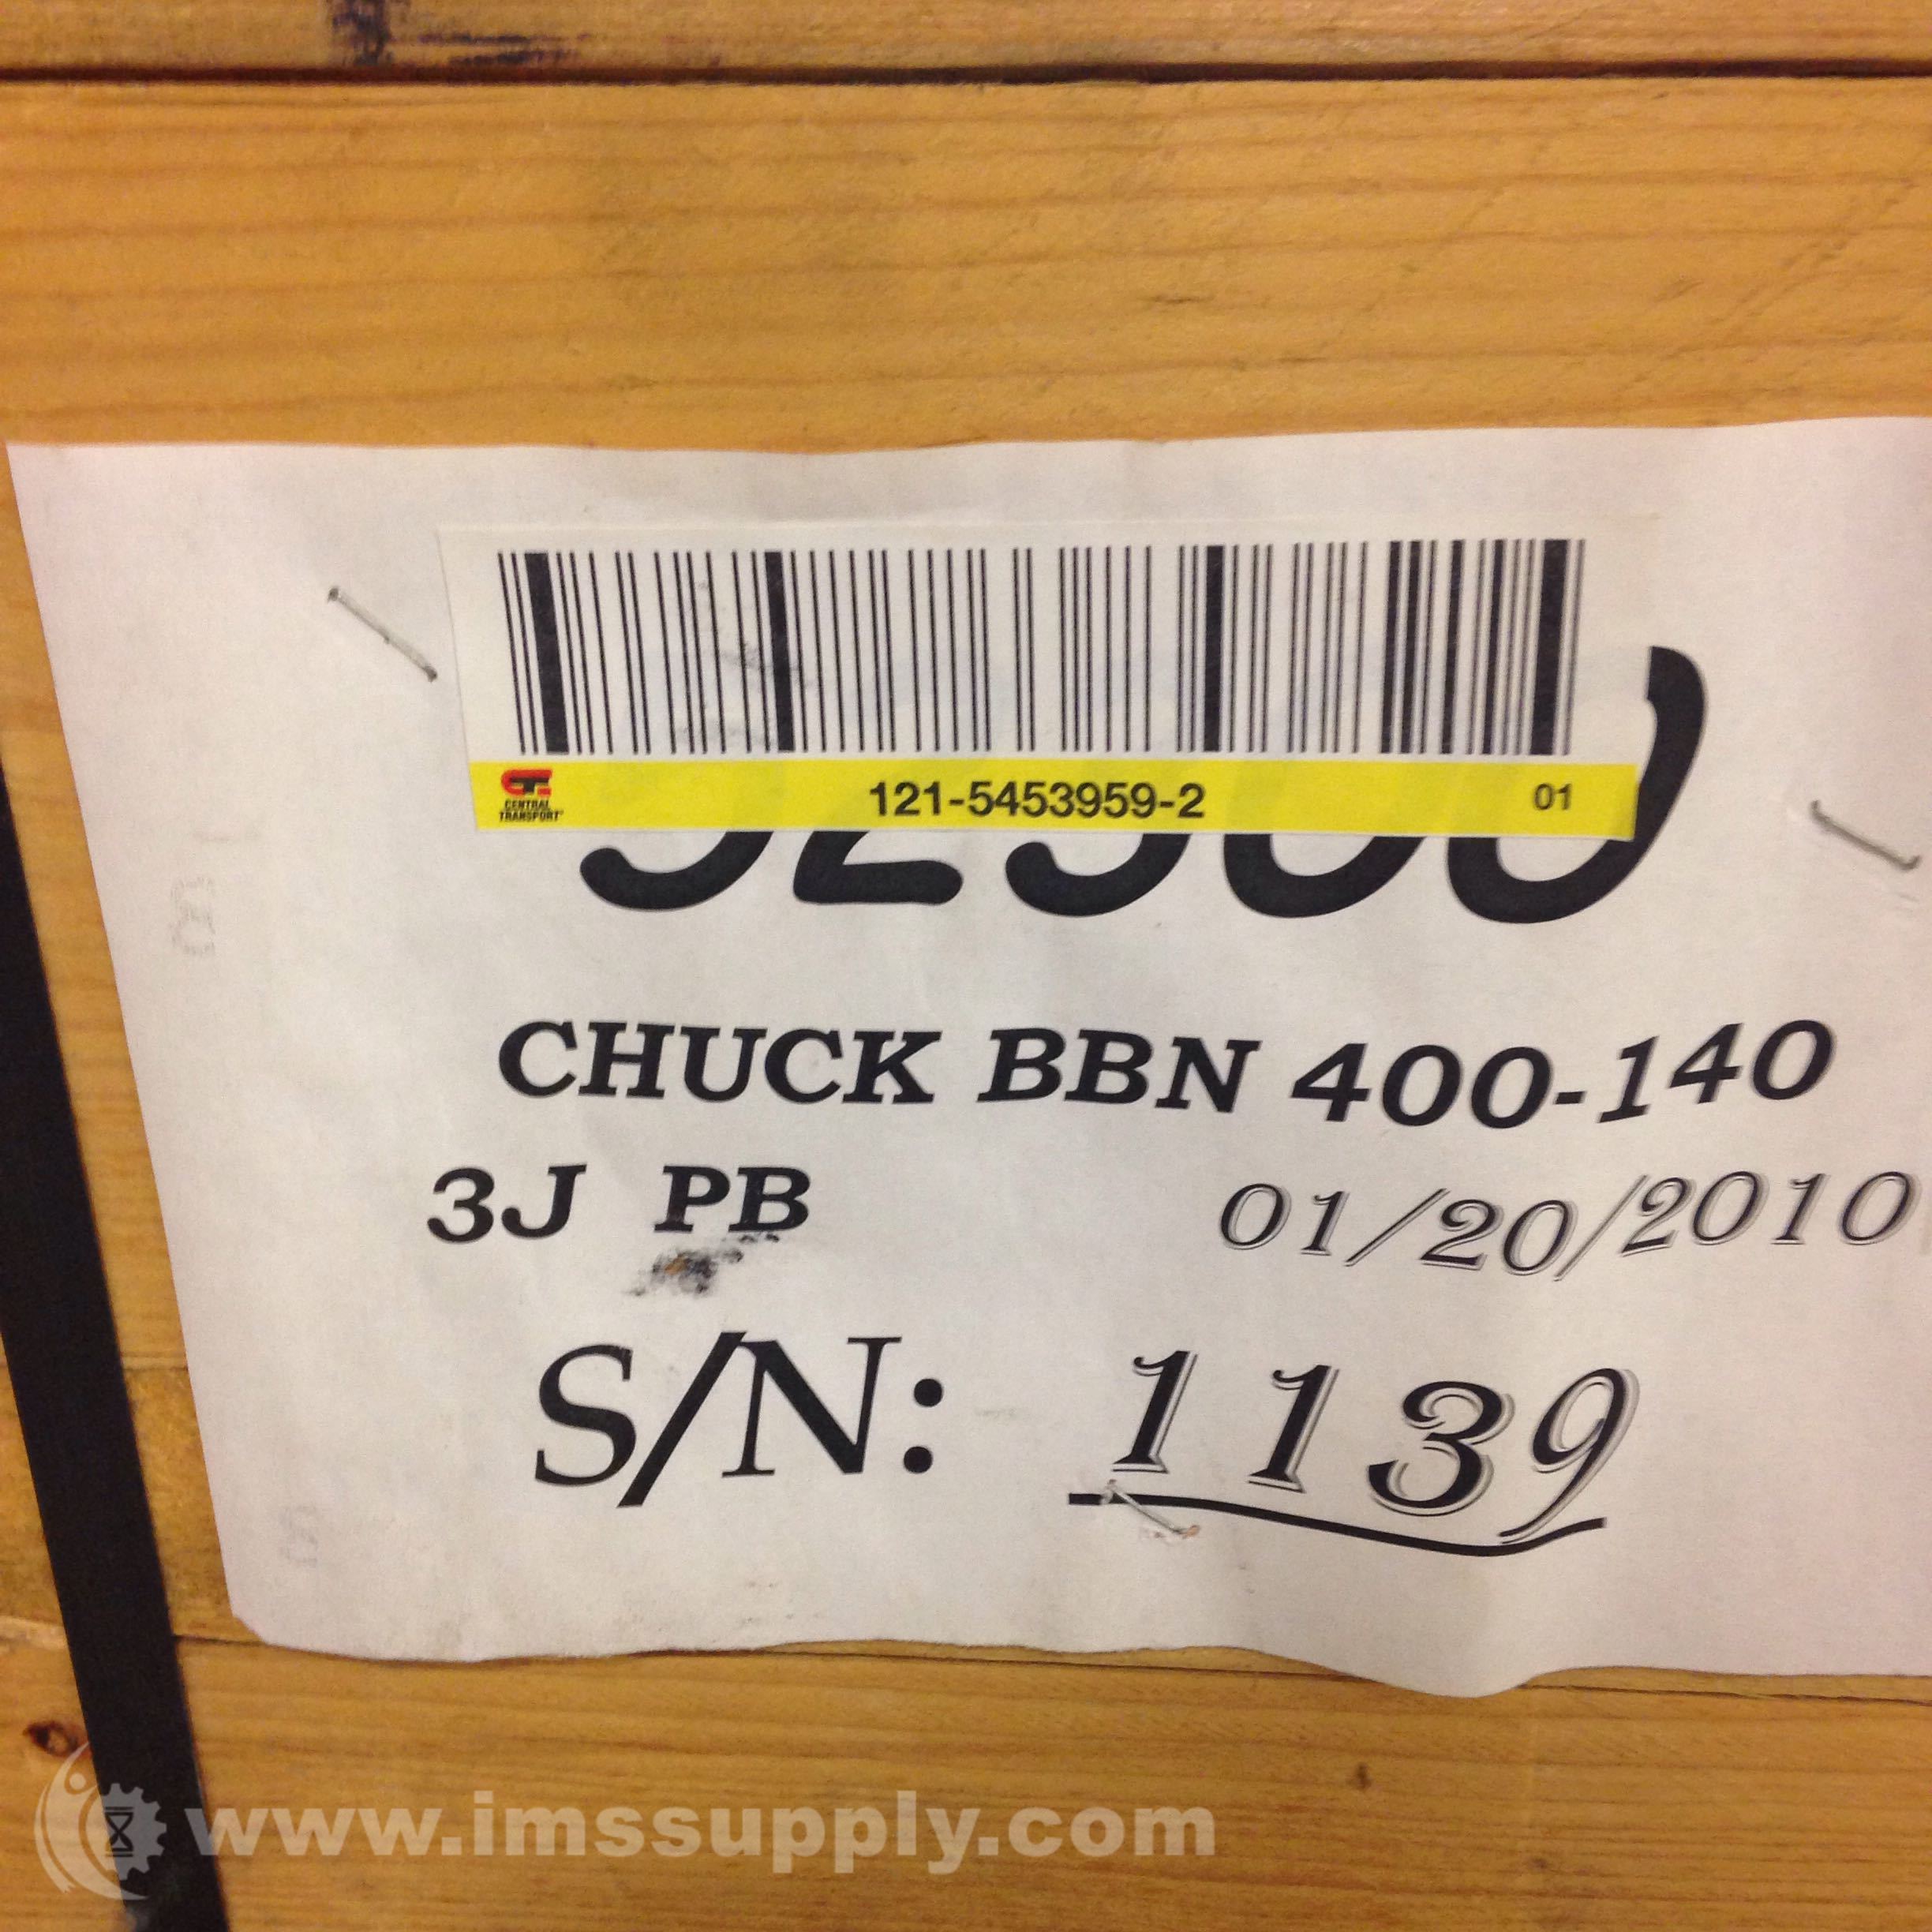 CENTRAL
TRANSPORT
121-5453959-2
01
CHUCK BBN 400-140
3J PB
01/20/2010
S/N: 1139
www.imssupply.com